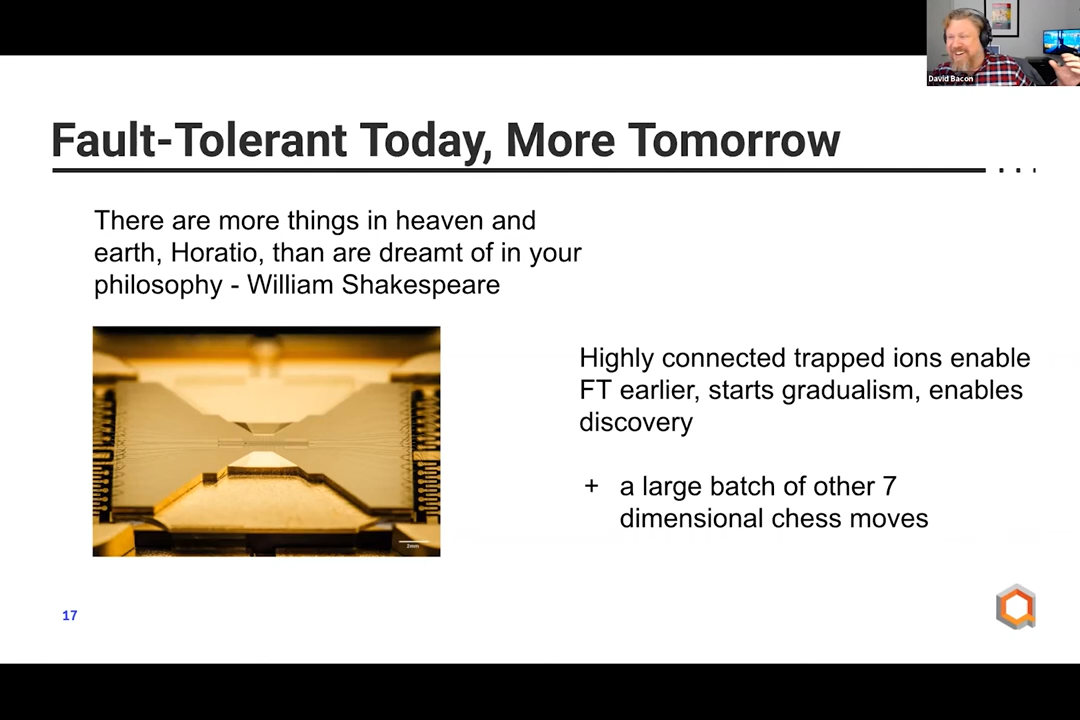 David Bacon
Fault-Tolerant Today, More Tomorrow
There are more things in heaven and
earth, Horatio, than are dreamt of in your
philosophy - William Shakespeare
Highly connected trapped ions enable
FT earlier, starts gradualism, enables
discovery
+ a large batch of other 7
dimensional chess moves
2mm
17